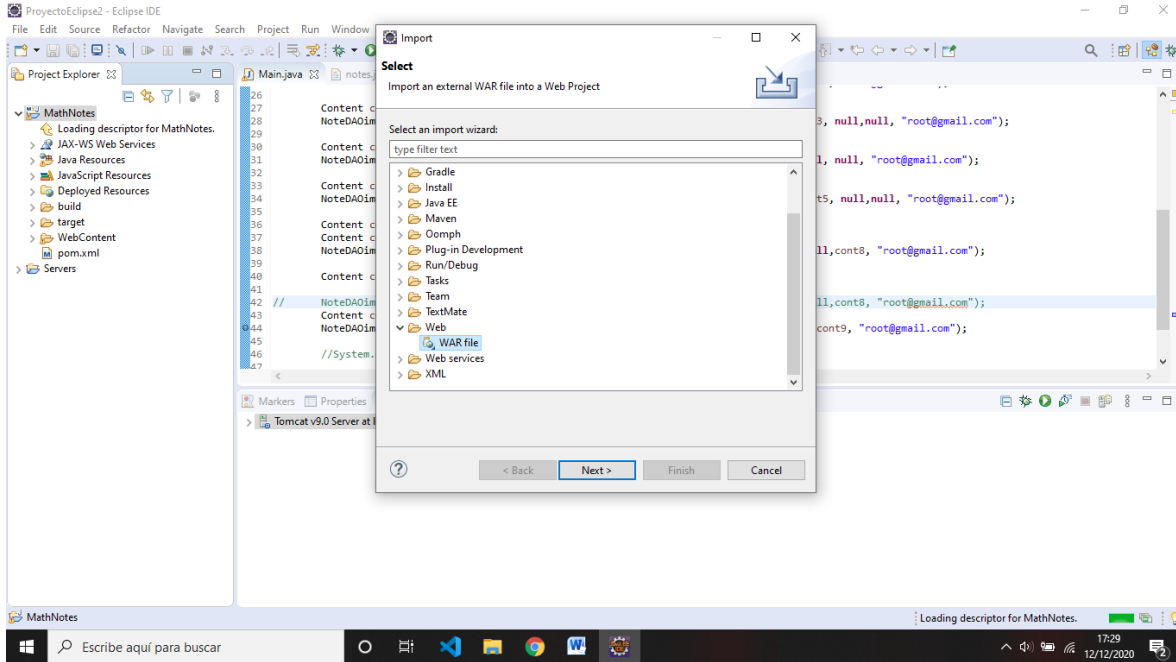 ProyectoEclipse2 - Eclipse IDE
File Edit Source Refactor Navigate Search Project Run Window
Project Explorer
MathNotes
Loading descriptor for MathNotes.
JAX-WS Web Services
Java Resources
JavaScript Resources
Deployed Resources
build
target
WebContent
pom.xml
Servers
Main.java notes.j
26
27 Content c
28 NoteDAOim 3, null,null, "root@gmail.com");
29
30 Content c
31 NoteDAOim l, null, "root@gmail.com");
32
33 Content c
34 NoteDAOim t5, null,null, "root@gmail.com");
35
36 Content c
37 Content c
38 NoteDAOim ll,cont8, "root@gmail.com");
39
40 Content c
41
42 // NoteDAOim ll,cont8, "root@gmail.com");
43 Content c
44 NoteDAOim cont9, "root@gmail.com");
45
46 //System.
47
Import
Select
Import an external WAR file into a Web Project
Select an import wizard:
type filter text
Gradle
Install
Java EE
Maven
Oomph
Plug-in Development
Run/Debug
Tasks
Team
TextMate
Web
WAR file
Web services
XML
?
< Back Next > Finish Cancel
Markers Properties
Tomcat v9.0 Server at l
MathNotes
Loading descriptor for MathNotes.
Escribe aquí para buscar
17:29
12/12/2020
2